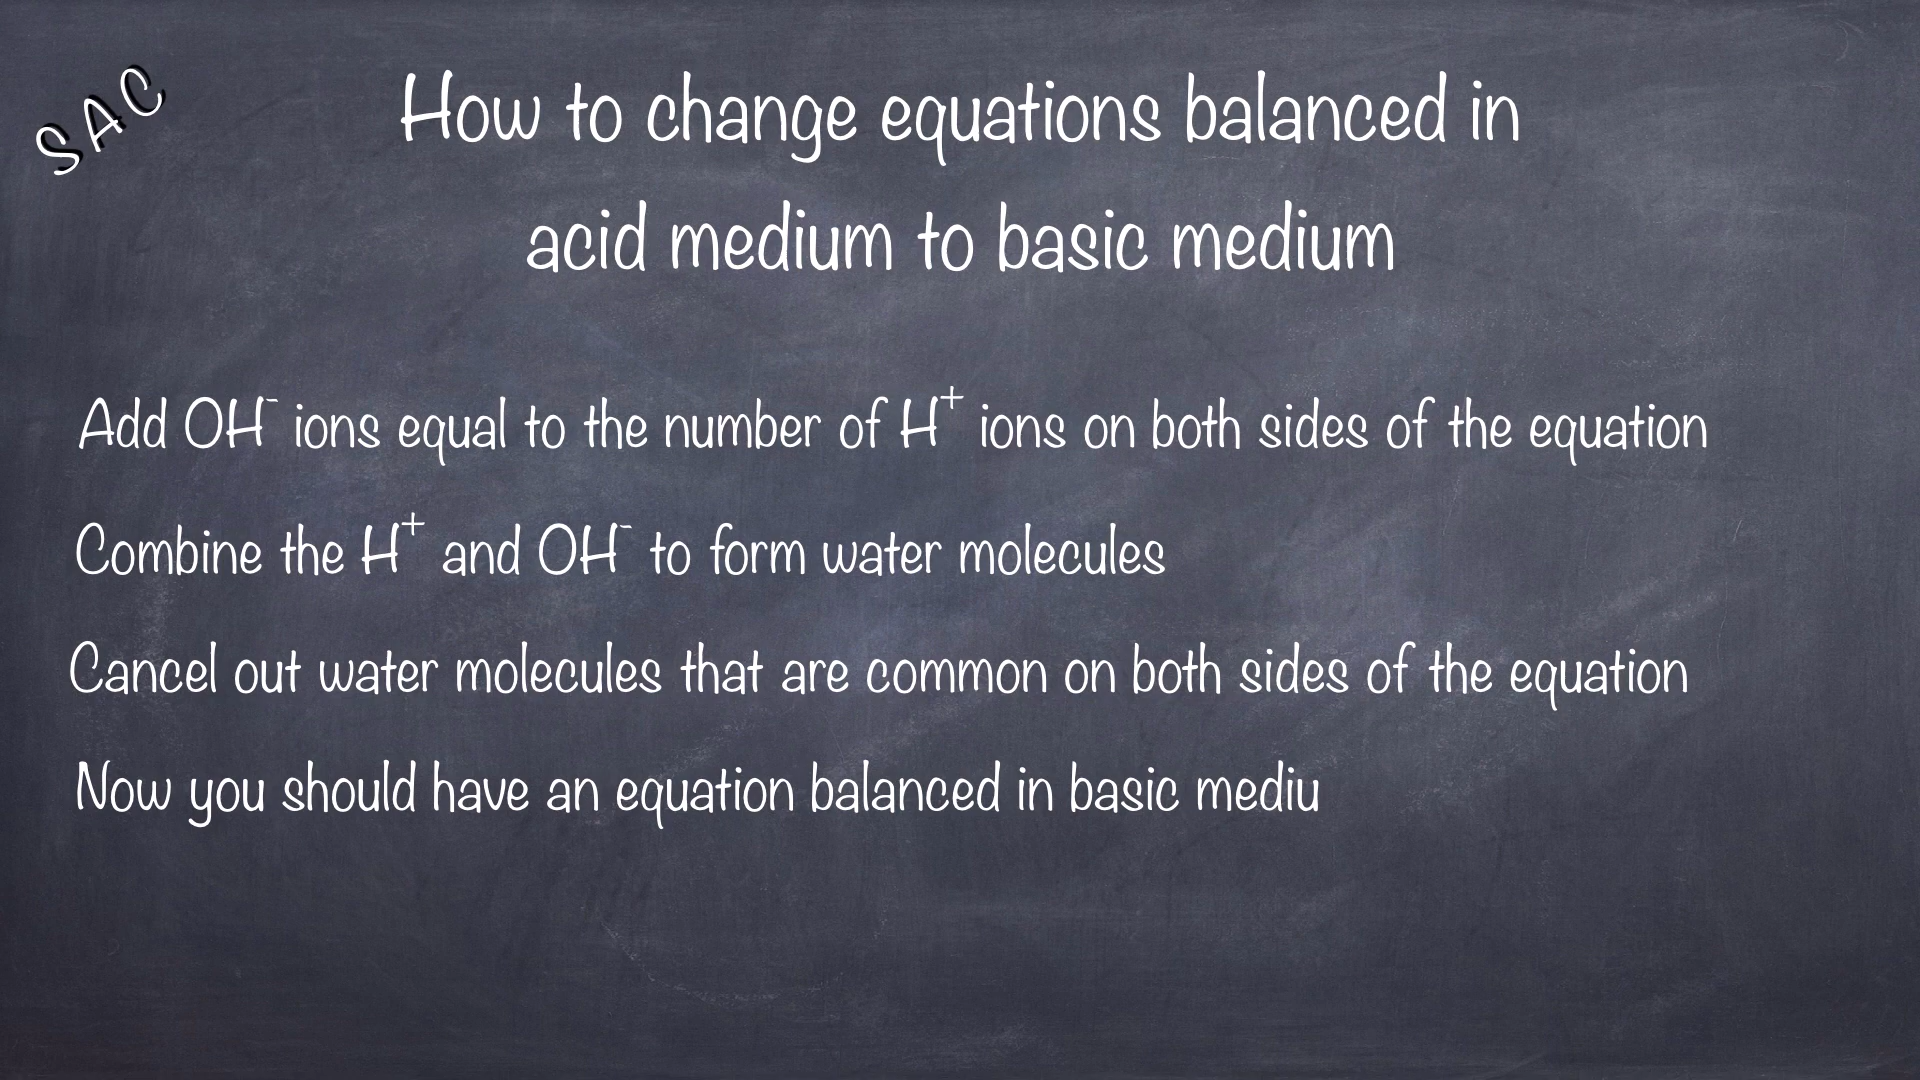 SAC
How to change equations balanced in
acid medium to basic medium
Add OH⁻ ions equal to the number of H⁺ ions on both sides of the equation
Combine the H⁺ and OH⁻ to form water molecules
Cancel out water molecules that are common on both sides of the equation
Now you should have an equation balanced in basic mediu